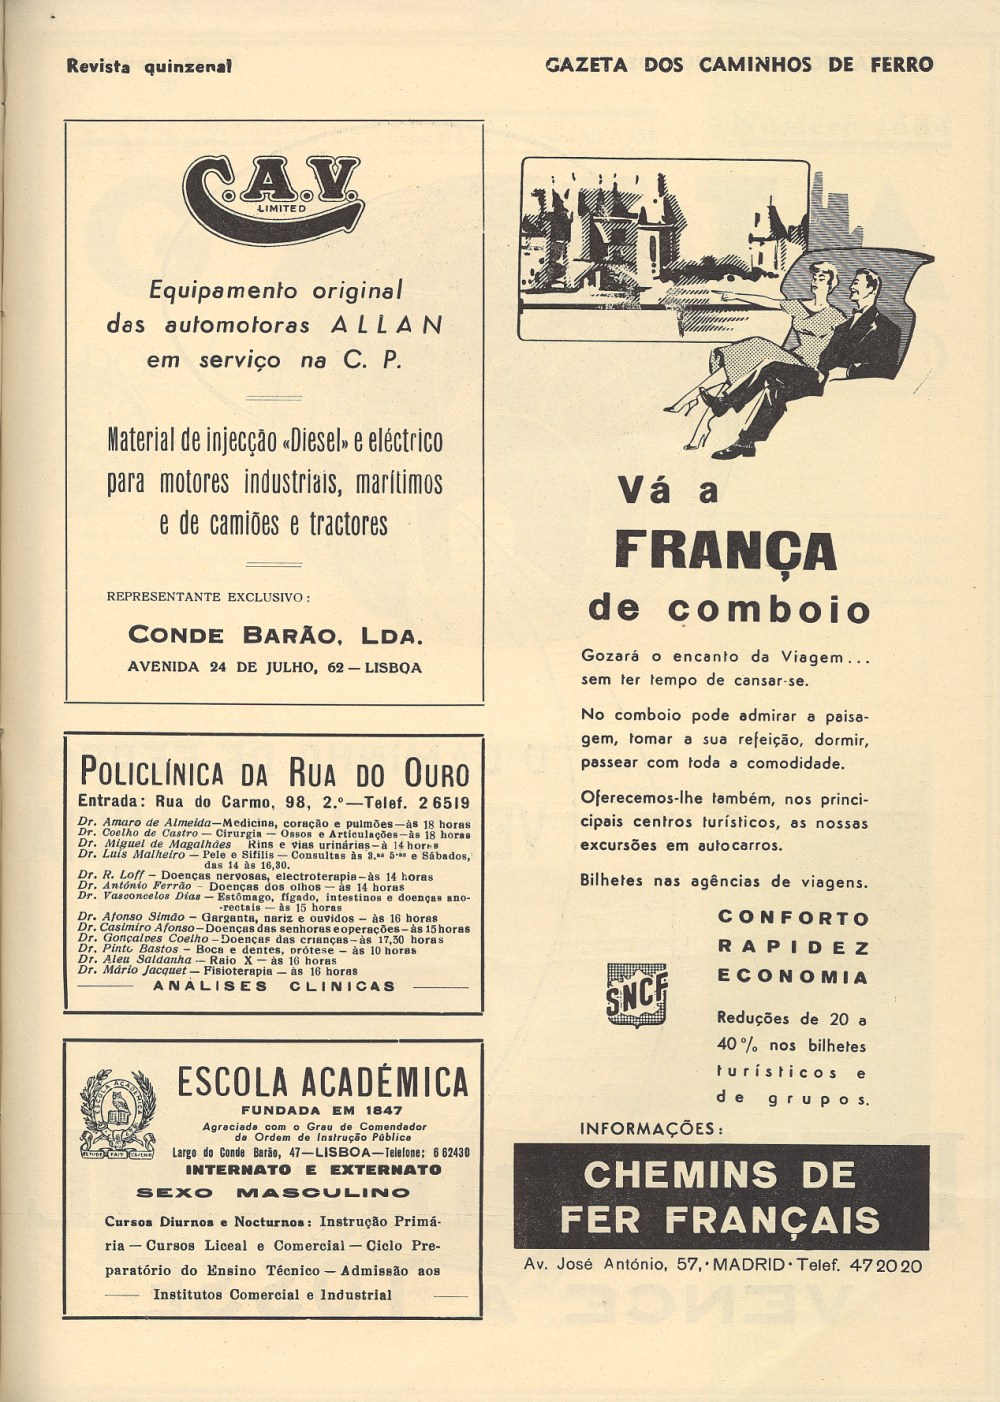 Revista quinzenal
GAZETA DOS CAMINHOS DE FERRO
C.A.V.
LIMITED
Equipamento original
das automotoras ALLAN
em serviço na C. P.
Material de injecção «Diesel» e eléctrico
para motores industriais, marítimos
e de camiões e tractores
REPRESENTANTE EXCLUSIVO:
CONDE BARÃO, LDA.
AVENIDA 24 DE JULHO, 62 — LISBOA
POLICLÍNICA DA RUA DO OURO
Entrada: Rua do Carmo, 98, 2.º — Telef. 2 6519
Dr. Amaro de Almeida — Medicina, coração e pulmões — às 18 horas
Dr. Coelho de Castro — Cirurgia — Ossos e Articulações — às 18 horas
Dr. Miguel de Magalhães Rins e vias urinárias — à 14 horas
Dr. Luís Malheiro — Pele e Sífilis — Consultas às 3.as 5.as e Sábados,
das 14 às 16,30.
Dr. R. Loff — Doenças nervosas, electroterapia — às 14 horas
Dr. António Ferrão — Doenças dos olhos — às 14 horas
Dr. Vasconcelos Dias — Estômago, fígado, intestinos e doenças ano-
-rectais — às 15 horas
Dr. Afonso Simão — Garganta, nariz e ouvidos — às 16 horas
Dr. Casimiro Afonso — Doenças das senhoras e operações — às 15 horas
Dr. Gonçalves Coelho — Doenças das crianças — às 17,30 horas
Dr. Pinto Bastos — Boca e dentes, prótese — às 10 horas
Dr. Aleu Saldanha — Raio X — às 16 horas
Dr. Mário Jacquet — Fisioterapia — às 16 horas
ANÁLISES CLINICAS
ESCOLA ACADÉMICA
FUNDADA EM 1847
Agraciada com o Grau de Comendador
da Ordem de Instrução Pública
Largo do Conde Barão, 47 — LISBOA — Telefone: 6 62430
INTERNATO E EXTERNATO
SEXO MASCULINO
Cursos Diurnos e Nocturnos: Instrução Primá-
ria — Cursos Liceal e Comercial — Ciclo Pre-
paratório do Ensino Técnico — Admissão aos
Institutos Comercial e Industrial
Vá a
FRANÇA
de comboio
Gozará o encanto da Viagem...
sem ter tempo de cansar-se.
No comboio pode admirar a paisa-
gem, tomar a sua refeição, dormir,
passear com toda a comodidade.
Oferecemos-lhe também, nos princi-
cipais centros turísticos, as nossas
excursões em autocarros.
Bilhetes nas agências de viagens.
CONFORTO
RAPIDEZ
ECONOMIA
SNCF
Reduções de 20 a
40% nos bilhetes
turísticos e
de grupos.
INFORMAÇÕES:
CHEMINS DE
FER FRANÇAIS
Av. José António, 57,·MADRID·Telef. 47 20 20